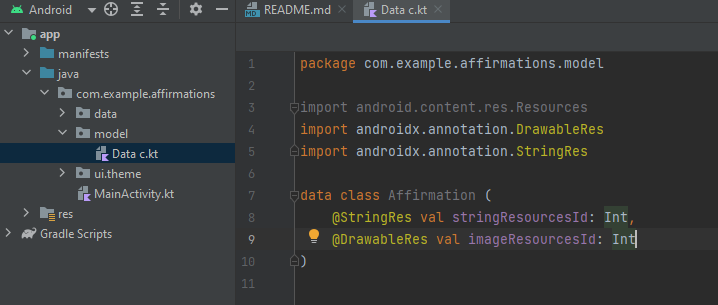 Android
README.md
Data c.kt
app
manifests
java
com.example.affirmations
data
model
Data c.kt
ui.theme
MainActivity.kt
res
Gradle Scripts
1 package com.example.affirmations.model
2
3 import android.content.res.Resources
4 import androidx.annotation.DrawableRes
5 import androidx.annotation.StringRes
6
7 data class Affirmation (
8 @StringRes val stringResourcesId: Int,
9 @DrawableRes val imageResourcesId: Int
10 )
11